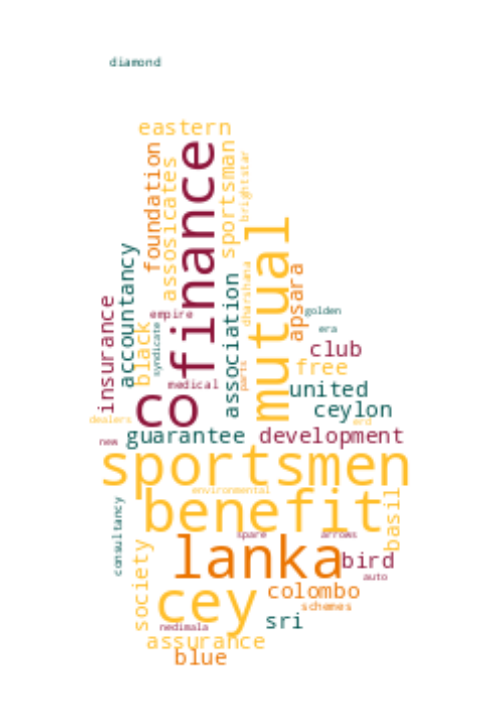 diamond
eastern
foundation
assosicates
finance
sportsman
brightstar
mutual
accountancy
insurance
black
syndicate
empire
medical
association
dharshana
parts
apsara
golden
era
club
free
united
ceylon
co
dealers
new
guarantee
development
sportsmen
environmental
benefit
basil
consultancy
spare
arrows
lanka
bird
auto
society
cey
colombo
schemes
sri
nedimala
assurance
blue